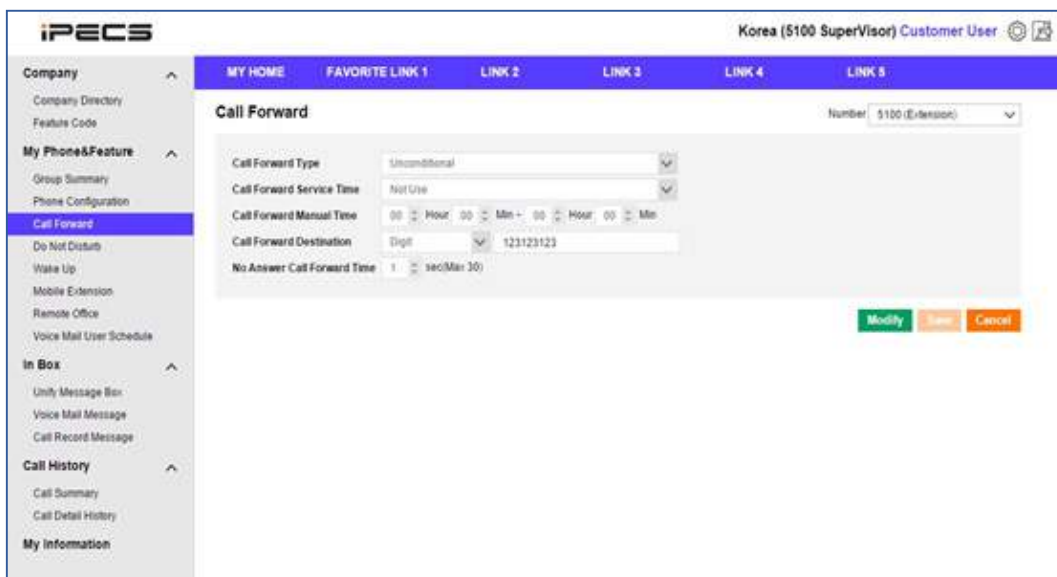 iPECS
Korea (5100 SuperVisor) Customer User
MY HOME FAVORITE LINK 1 LINK 2 LINK 3 LINK 4 LINK 5
Company
Company Directory
Feature Code
My Phone&Feature
Group Summary
Phone Configuration
Call Forward
Do Not Disturb
Wake Up
Mobile Extension
Remote Office
Voice Mail User Schedule
In Box
Unify Message Box
Voice Mail Message
Call Record Message
Call History
Call Summary
Call Detail History
My Information
Call Forward
Number 5100 (Extension)
Call Forward Type Unconditional
Call Forward Service Time Not Use
Call Forward Manual Time 00 Hour 00 Min - 00 Hour 00 Min
Call Forward Destination Digit 123123123
No Answer Call Forward Time 1 sec(Max 30)
Modify Save Cancel